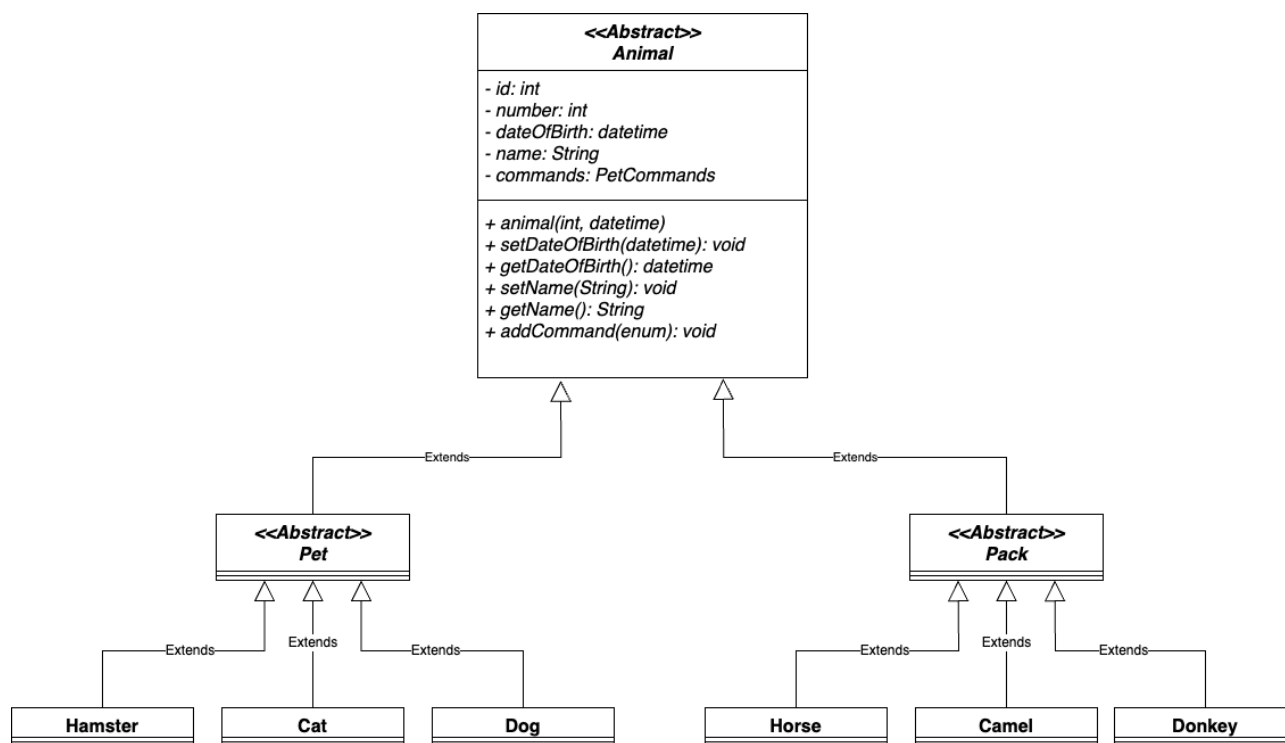 <<Abstract>>
Animal
- id: int
- number: int
- dateOfBirth: datetime
- name: String
- commands: PetCommands
+ animal(int, datetime)
+ setDateOfBirth(datetime): void
+ getDateOfBirth(): datetime
+ setName(String): void
+ getName(): String
+ addCommand(enum): void
Extends
Extends
<<Abstract>>
Pet
<<Abstract>>
Pack
Extends
Extends
Extends
Extends
Extends
Extends
Hamster
Cat
Dog
Horse
Camel
Donkey